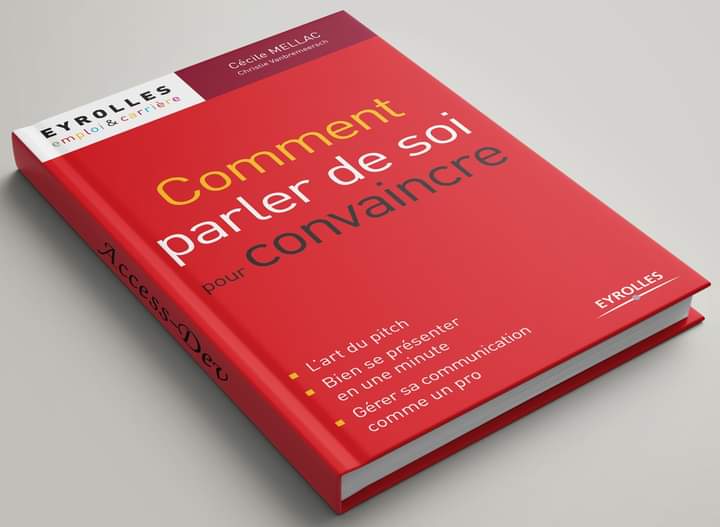 EYROLLES
emploi & carrière
Cécile MELLAC
Christie Vanbremeersch
Comment
parler de soi
pour convaincre
L'art du pitch
Bien se présenter
en une minute
Gérer sa communication
comme un pro
EYROLLES
Access-Dev